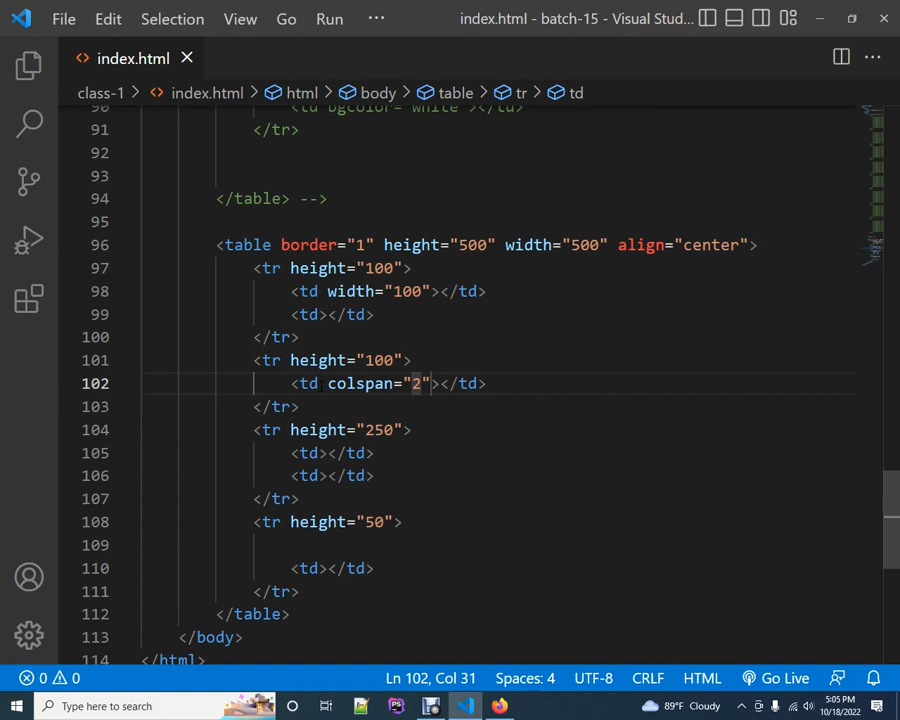 File Edit Selection View Go Run ··· index.html - batch-15 - Visual Stud...
index.html
class-1 > index.html > html > body > table > tr > td
90 <td bgcolor="white"></td>
91 </tr>
92
93
94 </table> -->
95
96 <table border="1" height="500" width="500" align="center">
97 <tr height="100">
98 <td width="100"></td>
99 <td></td>
100 </tr>
101 <tr height="100">
102 <td colspan="2"></td>
103 </tr>
104 <tr height="250">
105 <td></td>
106 <td></td>
107 </tr>
108 <tr height="50">
109
110 <td></td>
111 </tr>
112 </table>
113 </body>
114 </html>
0 0 Ln 102, Col 31 Spaces: 4 UTF-8 CRLF HTML Go Live
Type here to search PS 89°F Cloudy 5:05 PM
10/18/2022